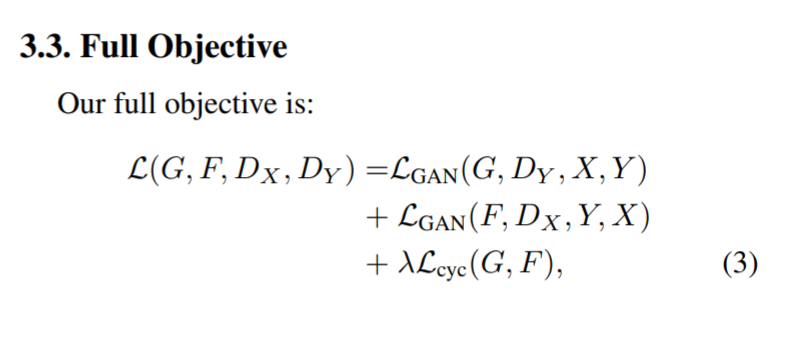 3.3. Full Objective
Our full objective is:
ℒ(G, F, D_X, D_Y) =ℒ_GAN(G, D_Y, X, Y)
+ ℒ_GAN(F, D_X, Y, X)
+ λℒ_cyc(G, F), (3)